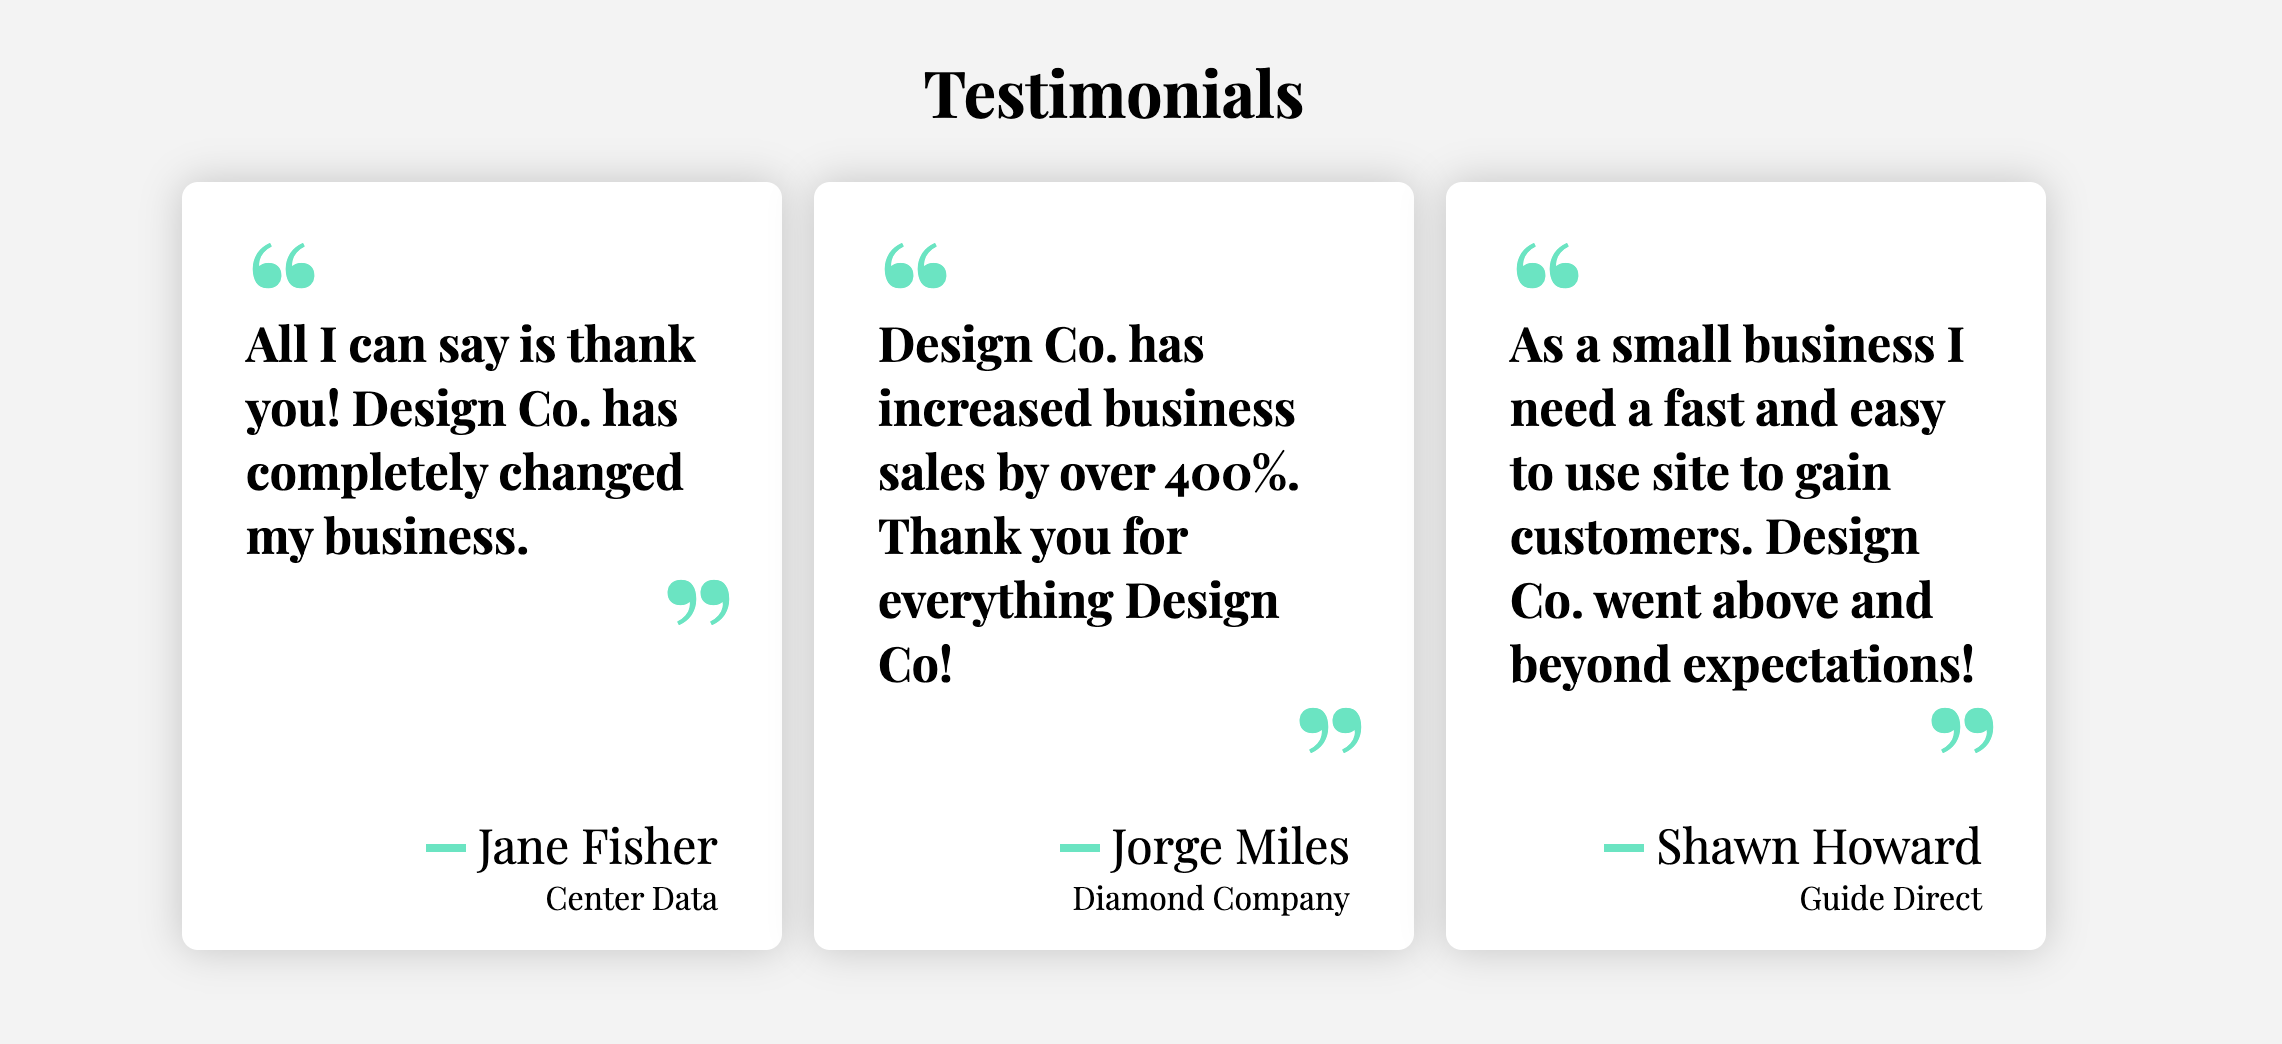 Testimonials
“
All I can say is thank
you! Design Co. has
completely changed
my business.
”
— Jane Fisher
Center Data
“
Design Co. has
increased business
sales by over 400%.
Thank you for
everything Design
Co!
”
— Jorge Miles
Diamond Company
“
As a small business I
need a fast and easy
to use site to gain
customers. Design
Co. went above and
beyond expectations!
”
— Shawn Howard
Guide Direct